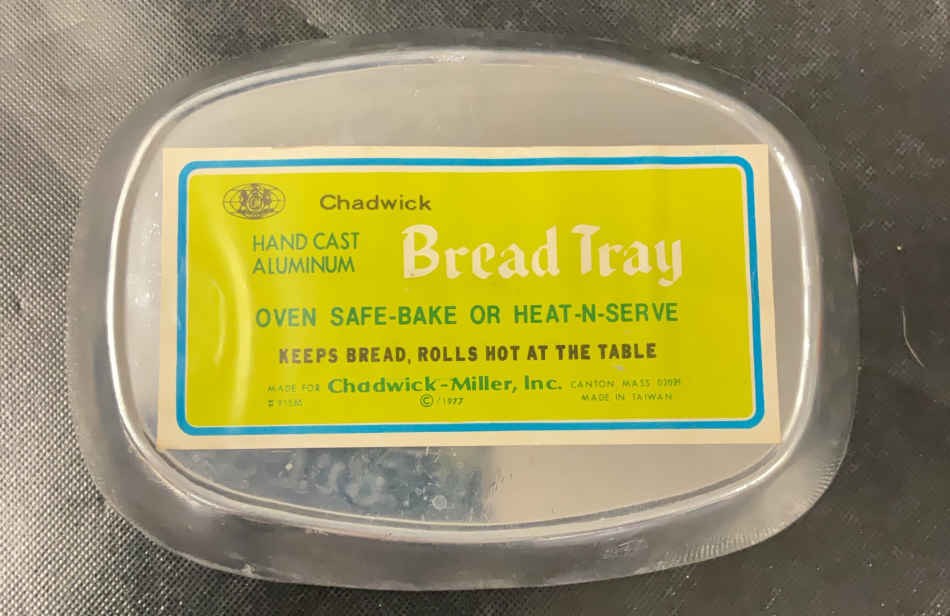 Chadwick
HAND CAST
ALUMINUM
Bread Tray
OVEN SAFE-BAKE OR HEAT-N-SERVE
KEEPS BREAD, ROLLS HOT AT THE TABLE
MADE FOR Chadwick-Miller, Inc. CANTON MASS
©/1977
MADE IN TAIWAN